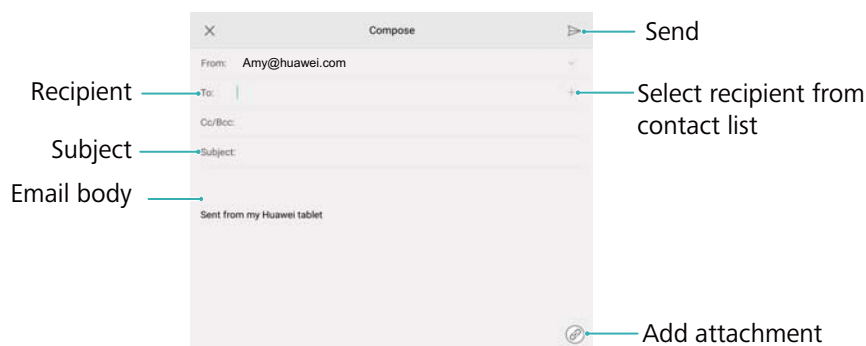 Compose
Send
From: Amy@huawei.com
Recipient
To:
Select recipient from
contact list
Cc/Bcc:
Subject
Subject:
Email body
Sent from my Huawei tablet
Add attachment